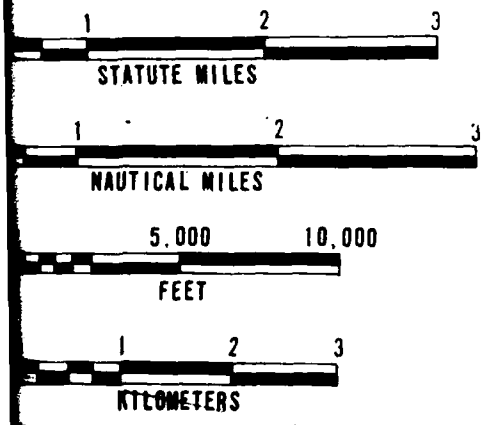 1 2 3
STATUTE MILES
1 2 3
NAUTICAL MILES
5,000 10,000
FEET
1 2 3
KILOMETERS